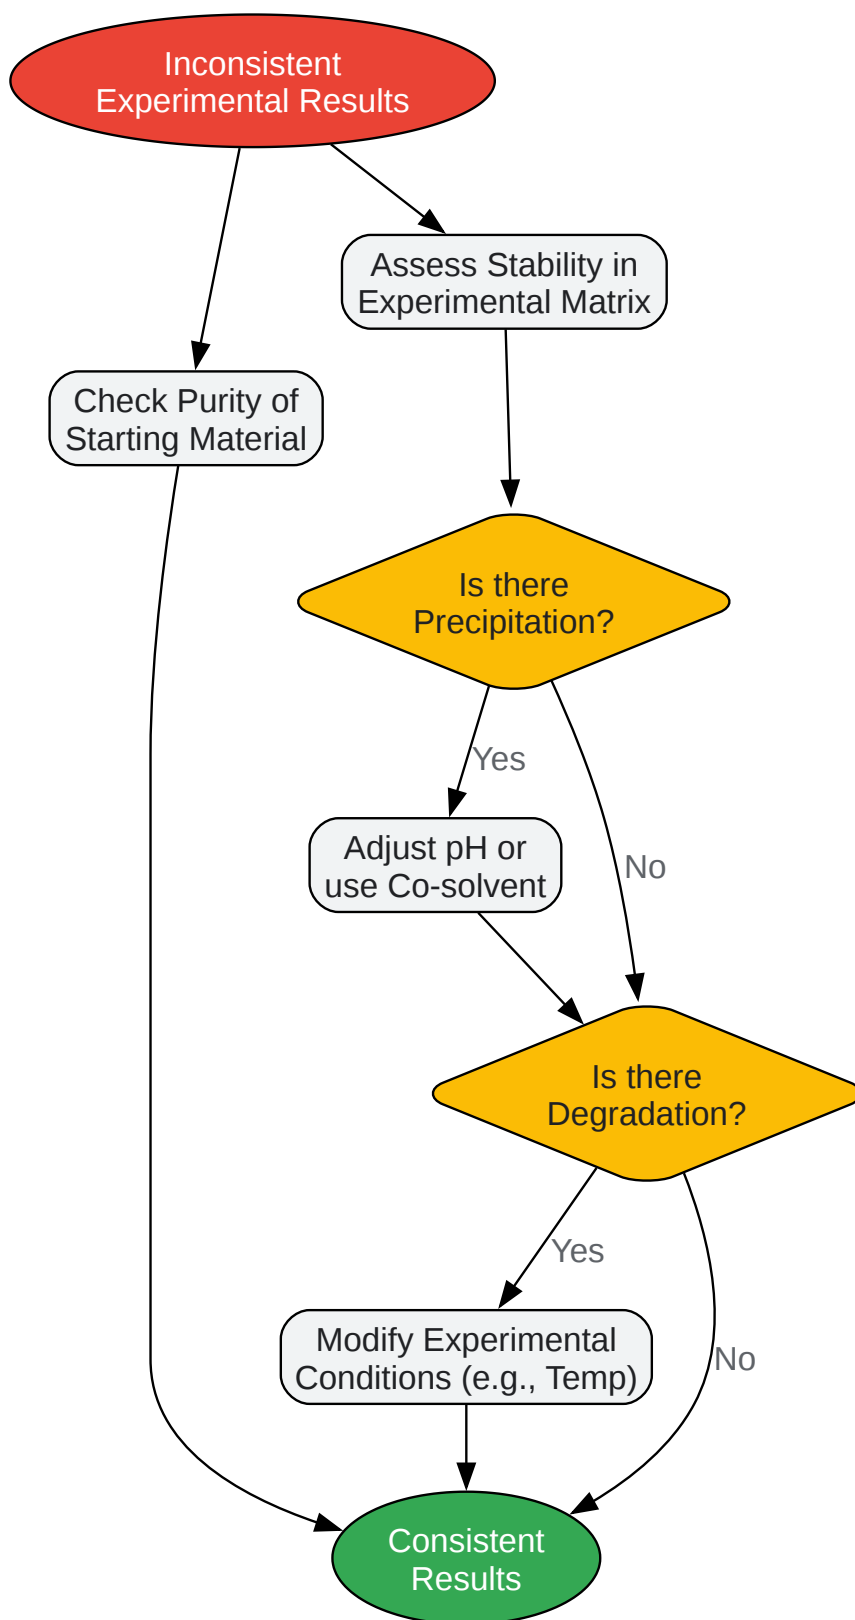 Inconsistent
Experimental Results
Assess Stability in
Experimental Matrix
Check Purity of
Starting Material
Is there
Precipitation?
Yes
Adjust pH or
use Co-solvent
No
Is there
Degradation?
Yes
Modify Experimental
Conditions (e.g., Temp)
No
Consistent
Results